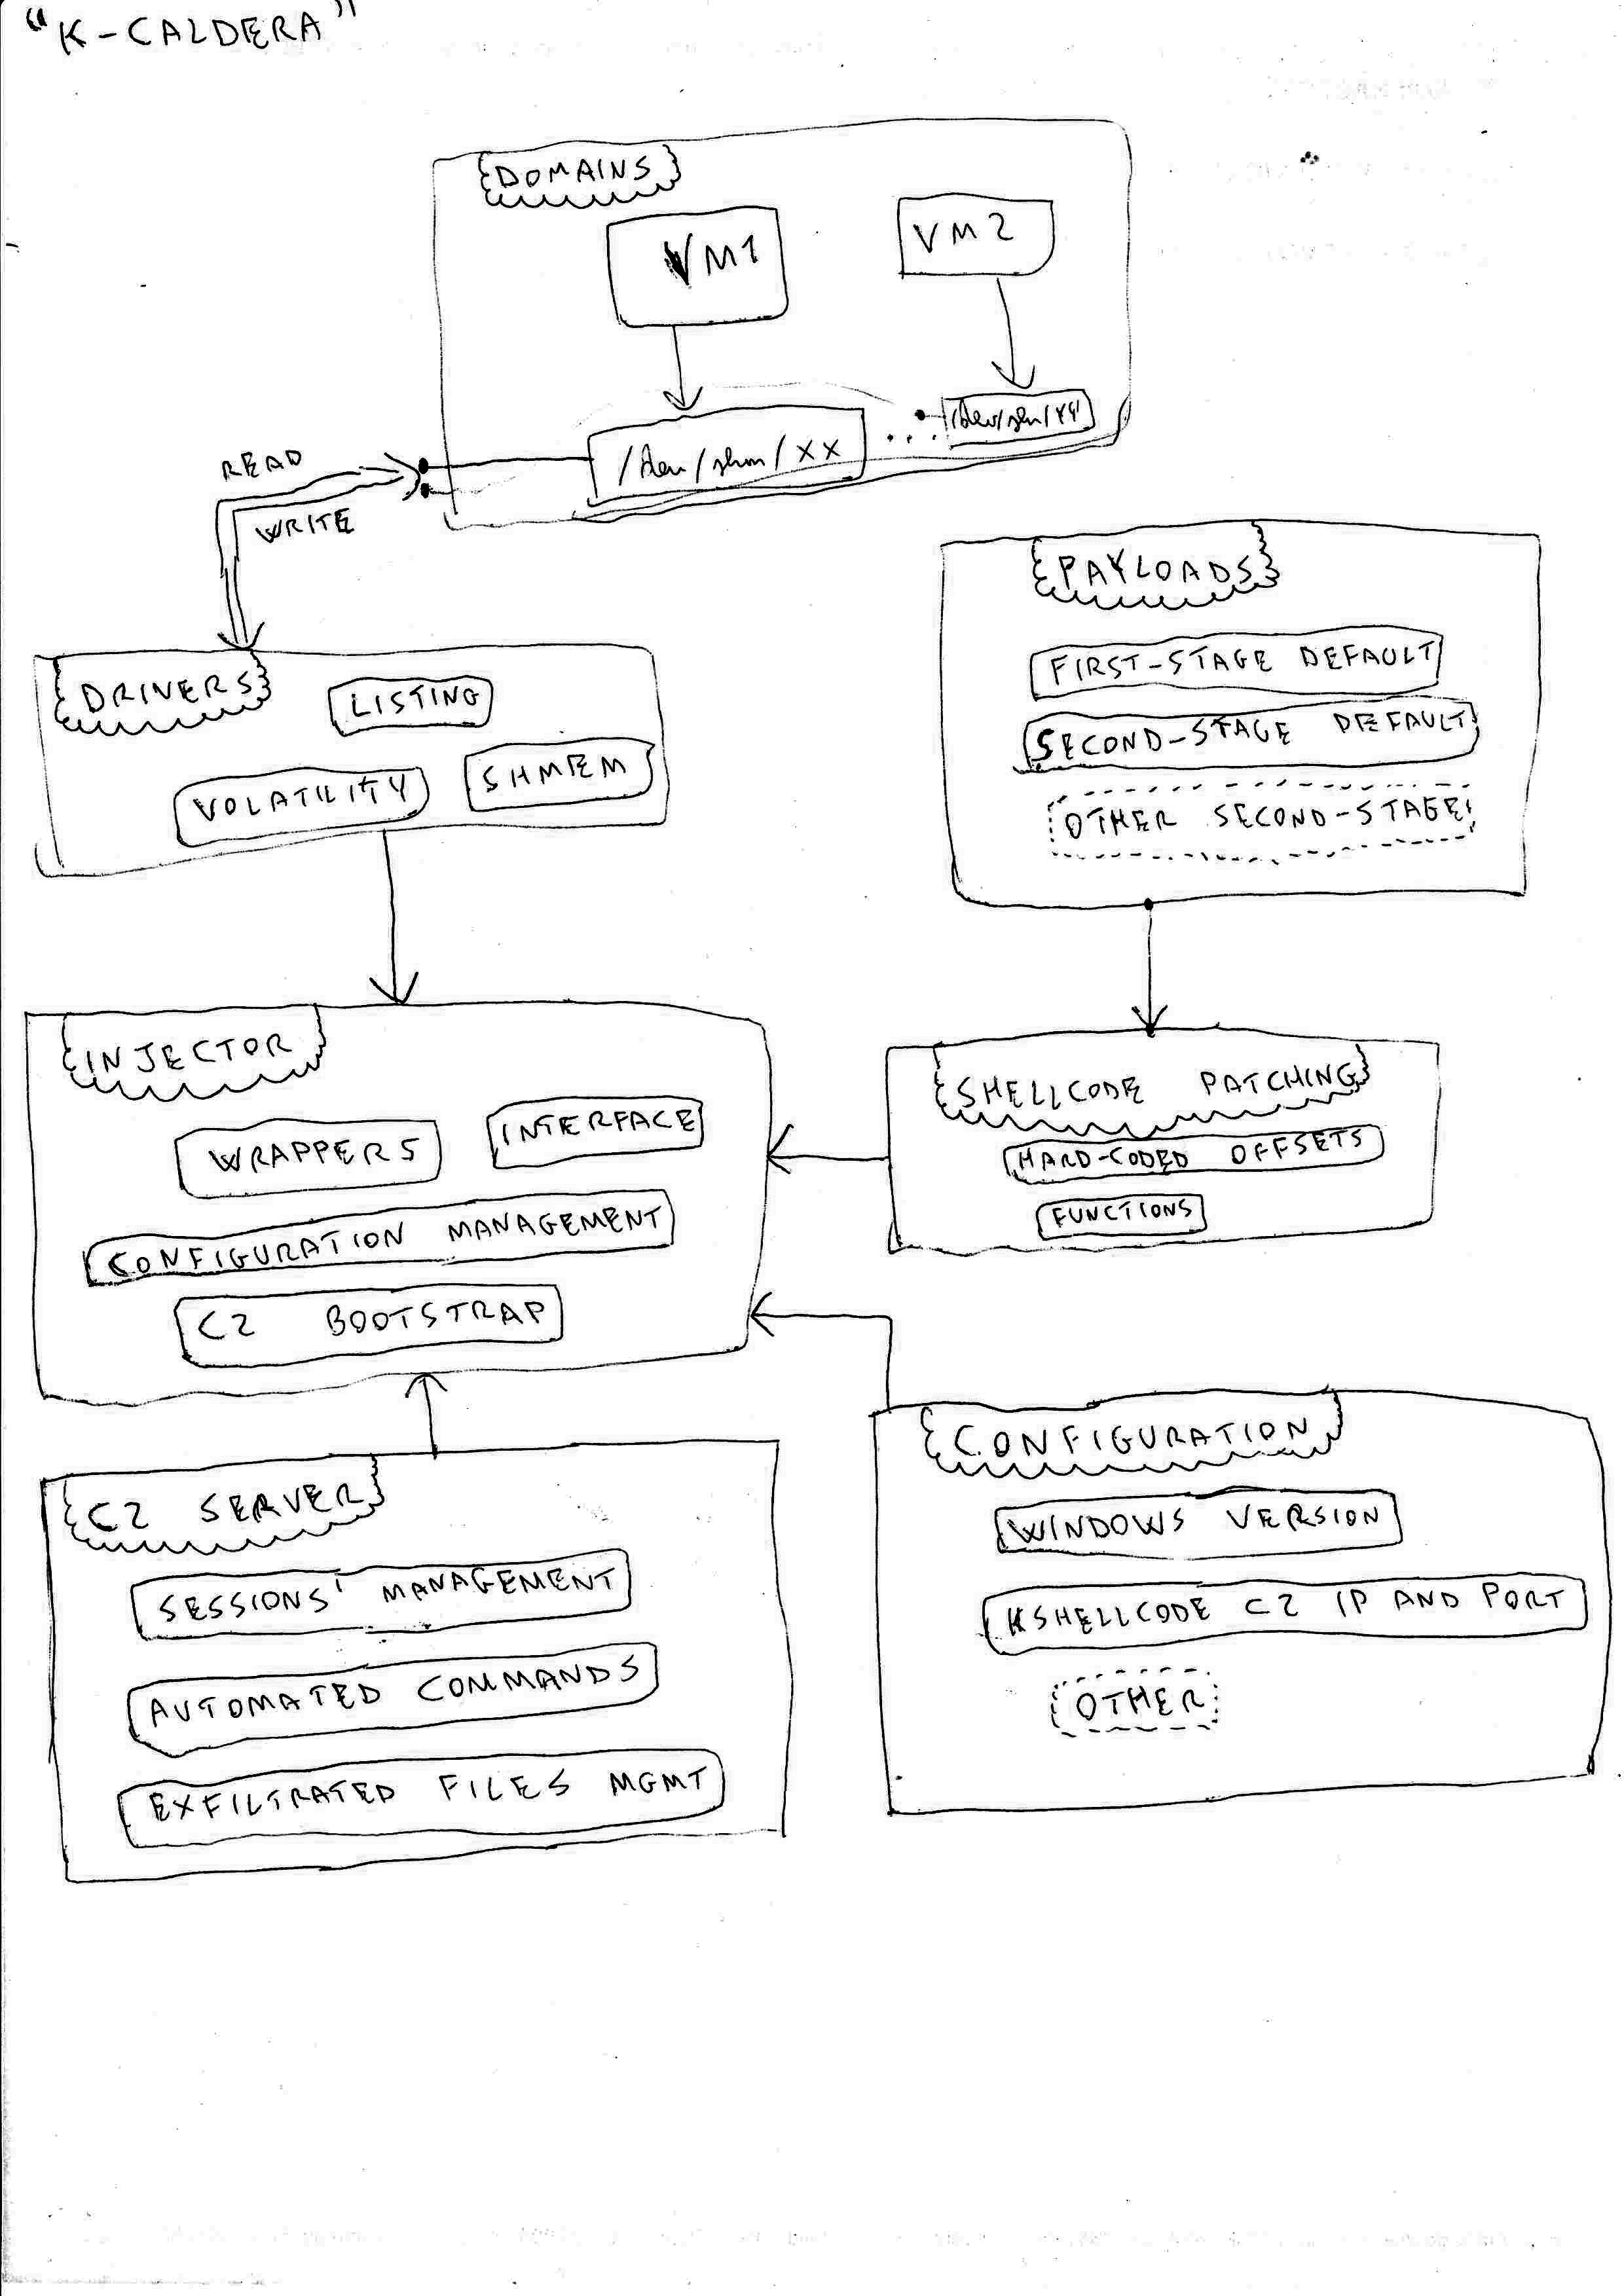 "K-CALDERA"
DOMAINS
VM1
VM2
/dev/shm/XX
...
/dev/shm/YY
READ
WRITE
PAYLOADS
FIRST-STAGE DEFAULT
SECOND-STAGE DEFAULT
OTHER SECOND-STAGE
DRIVERS
LISTING
VOLATILITY
SHMEM
INJECTOR
WRAPPERS
INTERFACE
CONFIGURATION MANAGEMENT
C2 BOOTSTRAP
SHELLCODE PATCHING
HARD-CODED OFFSETS
FUNCTIONS
C2 SERVER
SESSIONS' MANAGEMENT
AUTOMATED COMMANDS
EXFILTRATED FILES MGMT
CONFIGURATION
WINDOWS VERSION
KSHELLCODE C2 IP AND PORT
OTHER